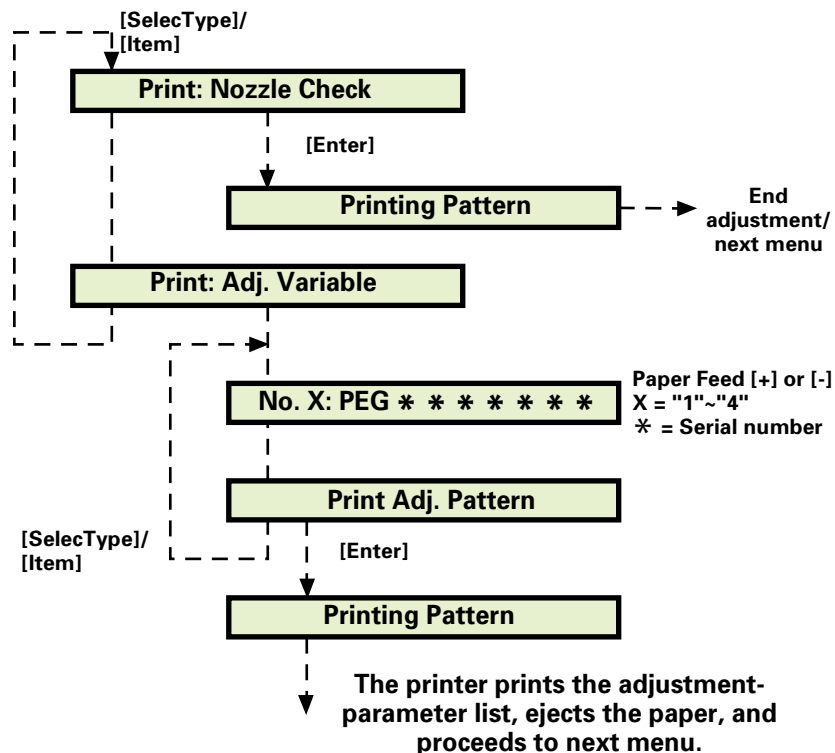 [SelecType]/
[Item]
Print: Nozzle Check
[Enter]
Printing Pattern
End
adjustment/
next menu
Print: Adj. Variable
No. X: PEG * * * * * * *
Paper Feed [+] or [-]
X = "1"~"4"
* = Serial number
Print Adj. Pattern
[SelecType]/
[Item]
[Enter]
Printing Pattern
The printer prints the adjustment-
parameter list, ejects the paper, and
proceeds to next menu.